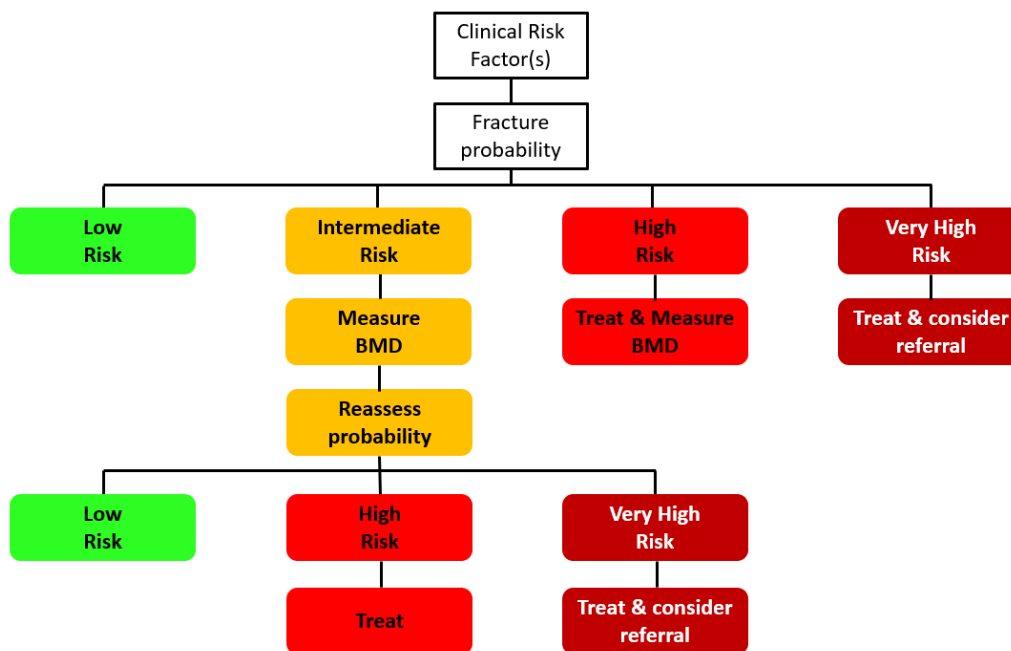 Clinical Risk
Factor(s)
Fracture
probability
Low
Risk
Intermediate
Risk
High
Risk
Very High
Risk
Measure
BMD
Treat & Measure
BMD
Treat & consider
referral
Reassess
probability
Low
Risk
High
Risk
Very High
Risk
Treat
Treat & consider
referral